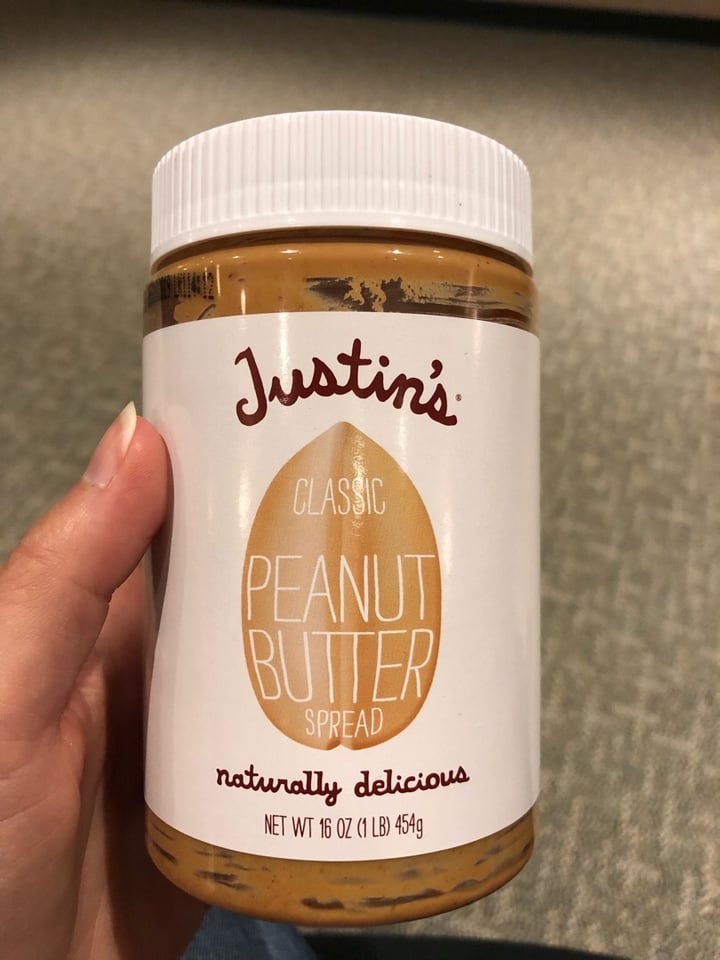 Justin's®
CLASSIC
PEANUT
BUTTER
SPREAD
naturally delicious
NET WT 16 OZ (1 LB) 454g